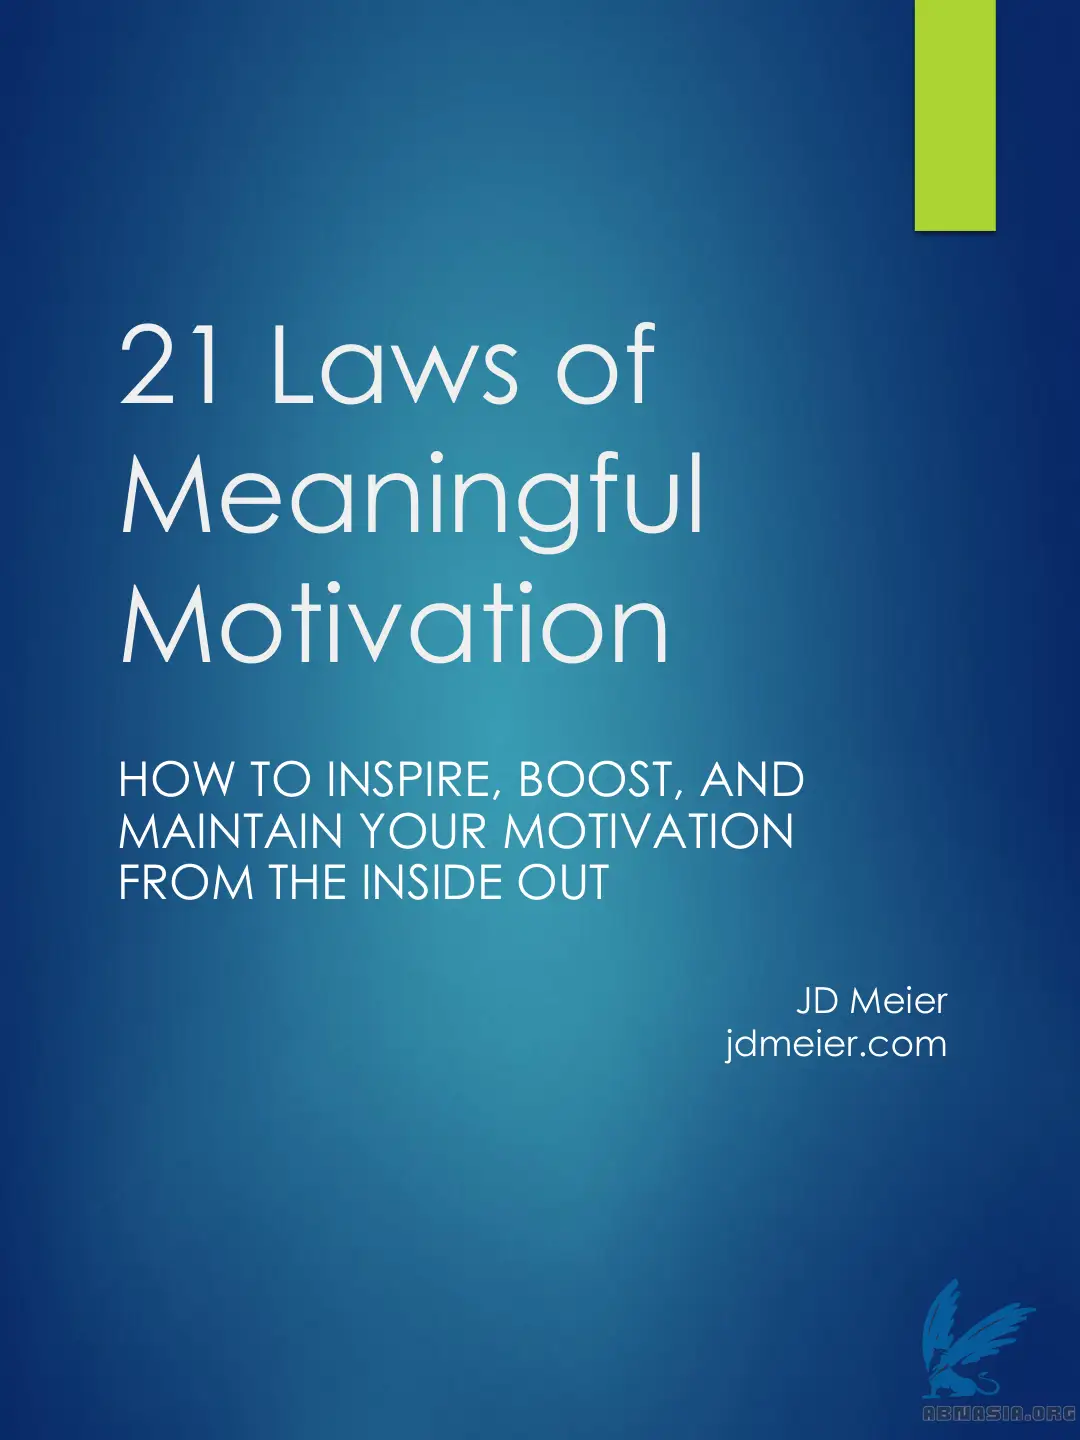 21 Laws of
Meaningful
Motivation
HOW TO INSPIRE, BOOST, AND
MAINTAIN YOUR MOTIVATION
FROM THE INSIDE OUT
JD Meier
jdmeier.com
ABNASIA.ORG